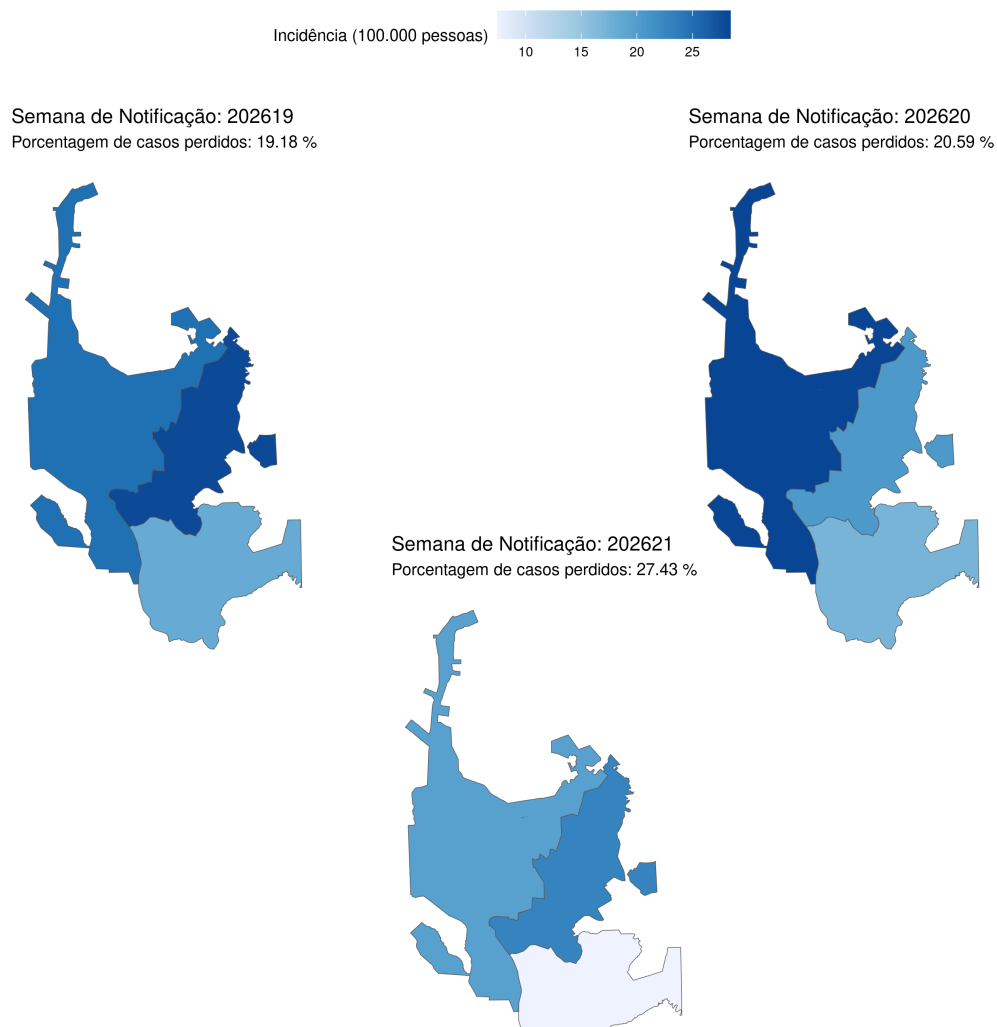 Incidência (100.000 pessoas)
10 15 20 25
Semana de Notificação: 202619
Porcentagem de casos perdidos: 19.18 %
Semana de Notificação: 202620
Porcentagem de casos perdidos: 20.59 %
Semana de Notificação: 202621
Porcentagem de casos perdidos: 27.43 %